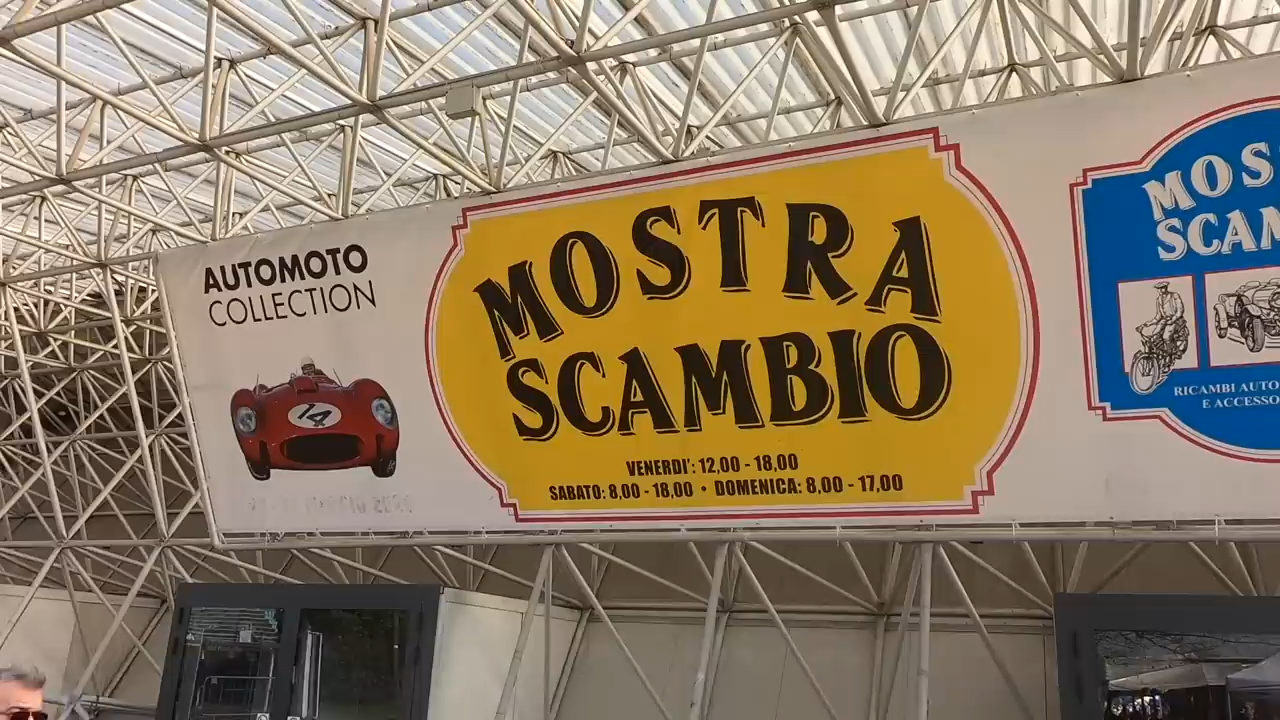 AUTOMOTO
COLLECTION
14
MOSTRA
SCAMBIO
VENERDI': 12,00 - 18,00
SABATO: 8,00 - 18,00 • DOMENICA: 8,00 - 17,00
MOS
SCAM
RICAMBI AUTO
E ACCESSO